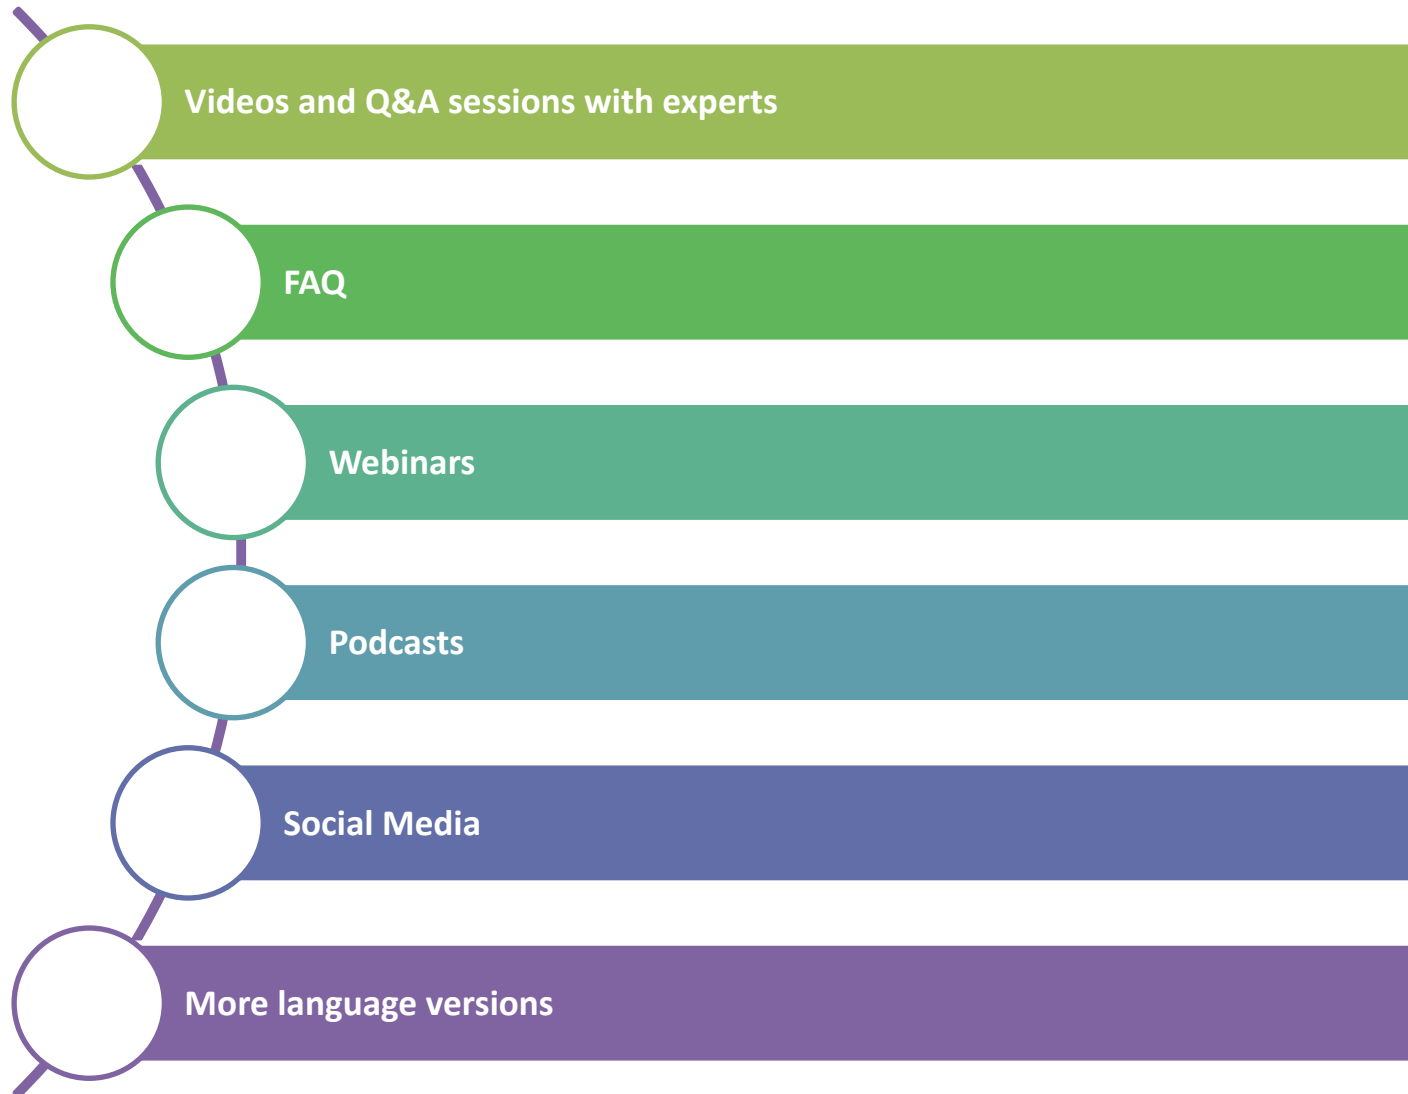 Videos and Q&A sessions with experts
FAQ
Webinars
Podcasts
Social Media
More language versions